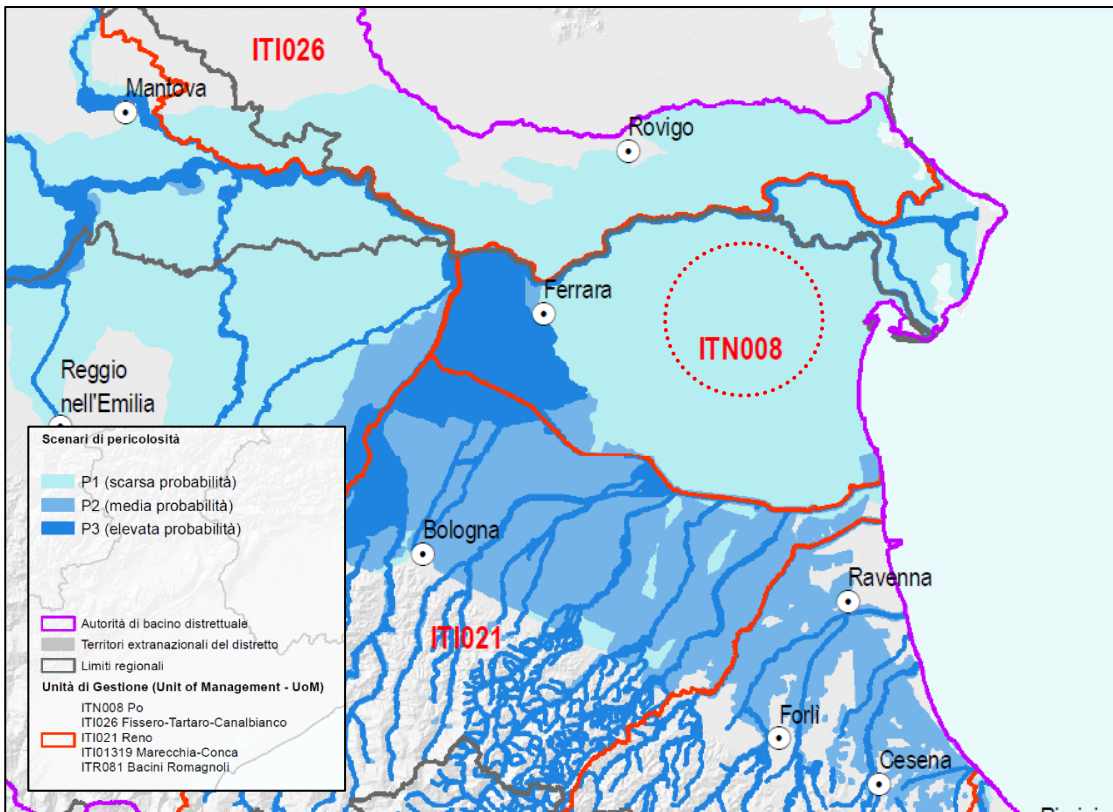 ITI026
Mantova
Rovigo
Ferrara
ITN008
Reggio
nell'Emilia
Scenari di pericolosità
P1 (scarsa probabilità)
P2 (media probabilità)
P3 (elevata probabilità)
Autorità di bacino distrettuale
Territori extranazionali del distretto
Limiti regionali
Unità di Gestione (Unit of Management - UoM)
ITN008 Po
ITI026 Fissero-Tartaro-Canalbianco
ITI021 Reno
ITI01319 Marecchia-Conca
ITR081 Bacini Romagnoli
Bologna
Ravenna
ITI021
Forlì
Cesena